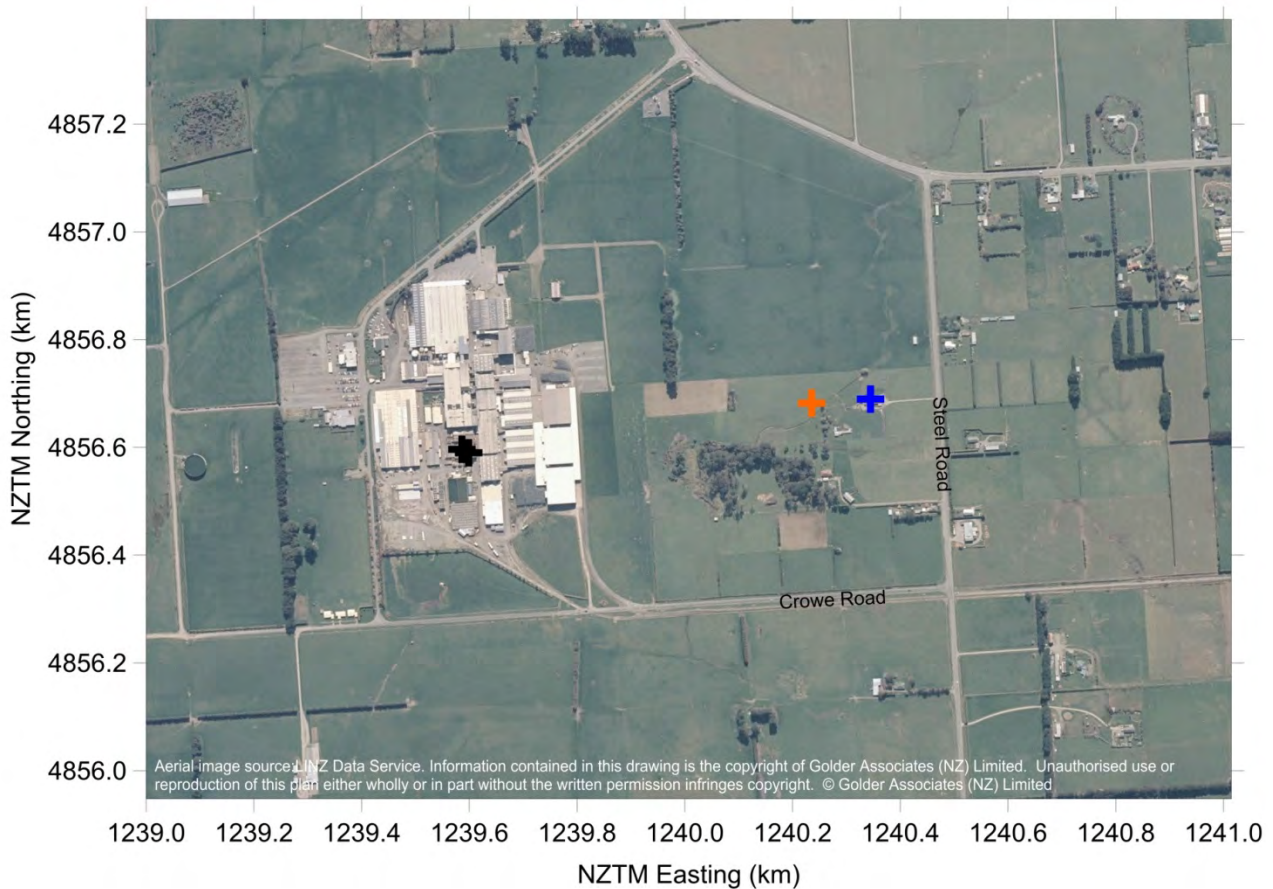 4857.2
4857.0
4856.8
4856.6
4856.4
4856.2
4856.0
NZTM Northing (km)
Steel Road
Crowe Road
Aerial image source:LINZ Data Service. Information contained in this drawing is the copyright of Golder Associates (NZ) Limited. Unauthorised use or
reproduction of this plan either wholly or in part without the written permission infringes copyright. © Golder Associates (NZ) Limited
1239.0 1239.2 1239.4 1239.6 1239.8 1240.0 1240.2 1240.4 1240.6 1240.8 1241.0
NZTM Easting (km)